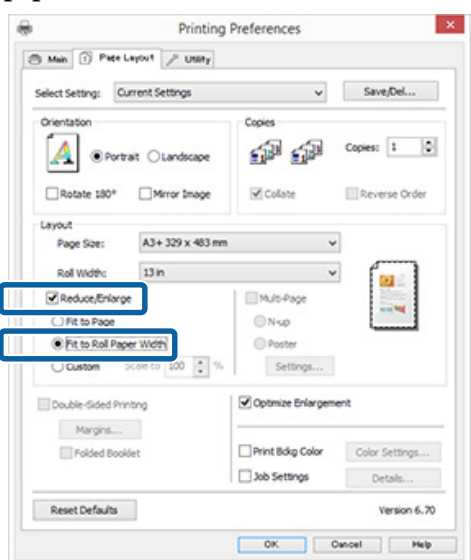 Printing Preferences
Main Page Layout Utility
Select Setting: Current Settings Save/Del...
Orientation Copies
Portrait Landscape Copies: 1
Rotate 180° Mirror Image Collate Reverse Order
Layout
Page Size: A3+ 329 x 483 mm
Roll Width: 13 in
Reduce/Enlarge Multi-Page
Fit to Page N-up
Fit to Roll Paper Width Poster
Custom Scale to 100 % Settings...
Double-Sided Printing Optimize Enlargement
Margins...
Folded Booklet Print Bckg Color Color Settings...
Job Settings Details...
Reset Defaults Version 6.70
OK Cancel Help